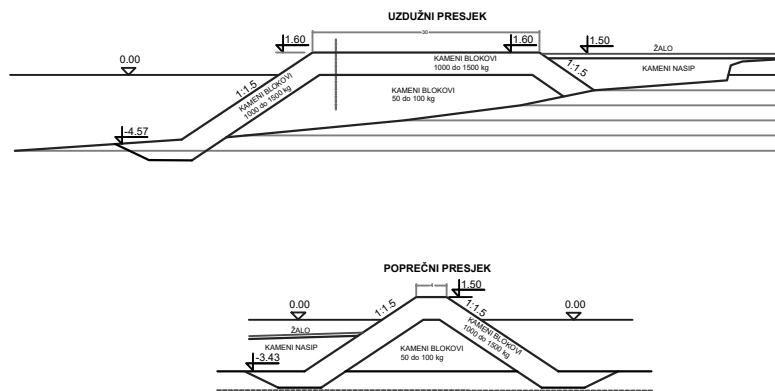 UZDUŽNI PRESJEK
30
1.60
1.60
1.50
ŽALO
0.00
KAMENI BLOKOVI
1000 do 1500 kg
KAMENI NASIP
1:1.5
1:1.5
KAMENI BLOKOVI
1000 do 1500 kg
KAMENI BLOKOVI
50 do 100 kg
-4.57
POPREČNI PRESJEK
4
1.50
0.00
1:1.5
1:1.5
0.00
ŽALO
KAMENI BLOKOVI
1000 do 1500 kg
KAMENI NASIP
KAMENI BLOKOVI
50 do 100 kg
-3.43